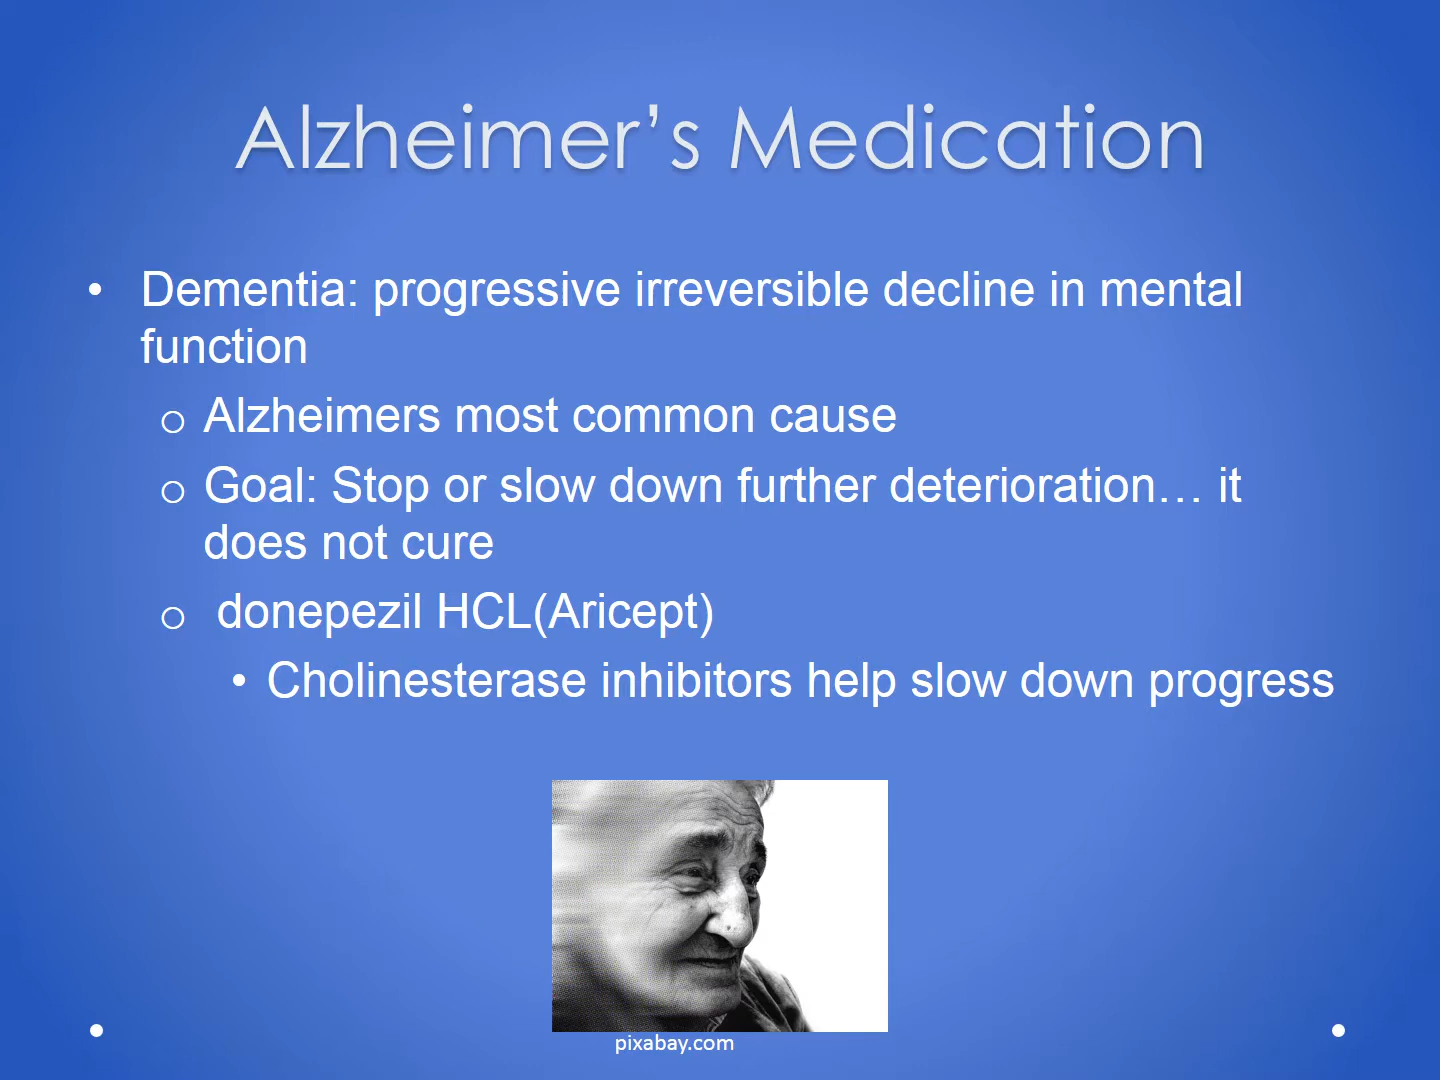 Alzheimer’s Medication
• Dementia: progressive irreversible decline in mental
function
o Alzheimers most common cause
o Goal: Stop or slow down further deterioration… it
does not cure
o donepezil HCL(Aricept)
• Cholinesterase inhibitors help slow down progress
pixabay.com